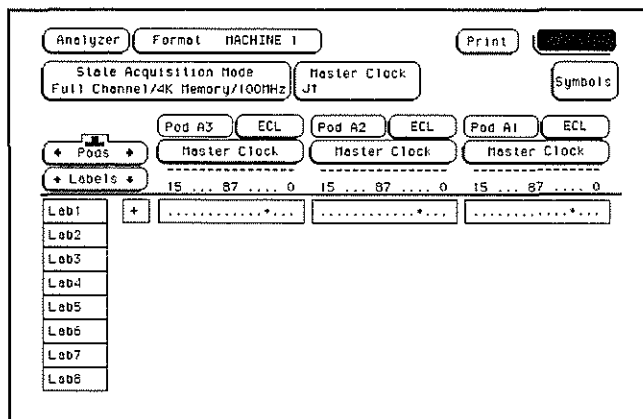 Analyzer Format MACHINE 1 Print
State Acquisition Mode
Full Channel/4K Memory/100MHz
Master Clock
J↑
Symbols
Pod A3 ECL Pod A2 ECL Pod A1 ECL
Pods
Master Clock Master Clock Master Clock
Labels
15 ... 87 .... 0 15 ... 87 .... 0 15 ... 87 .... 0
Lab1 + ............*... ............*... ............*...
Lab2
Lab3
Lab4
Lab5
Lab6
Lab7
Lab8